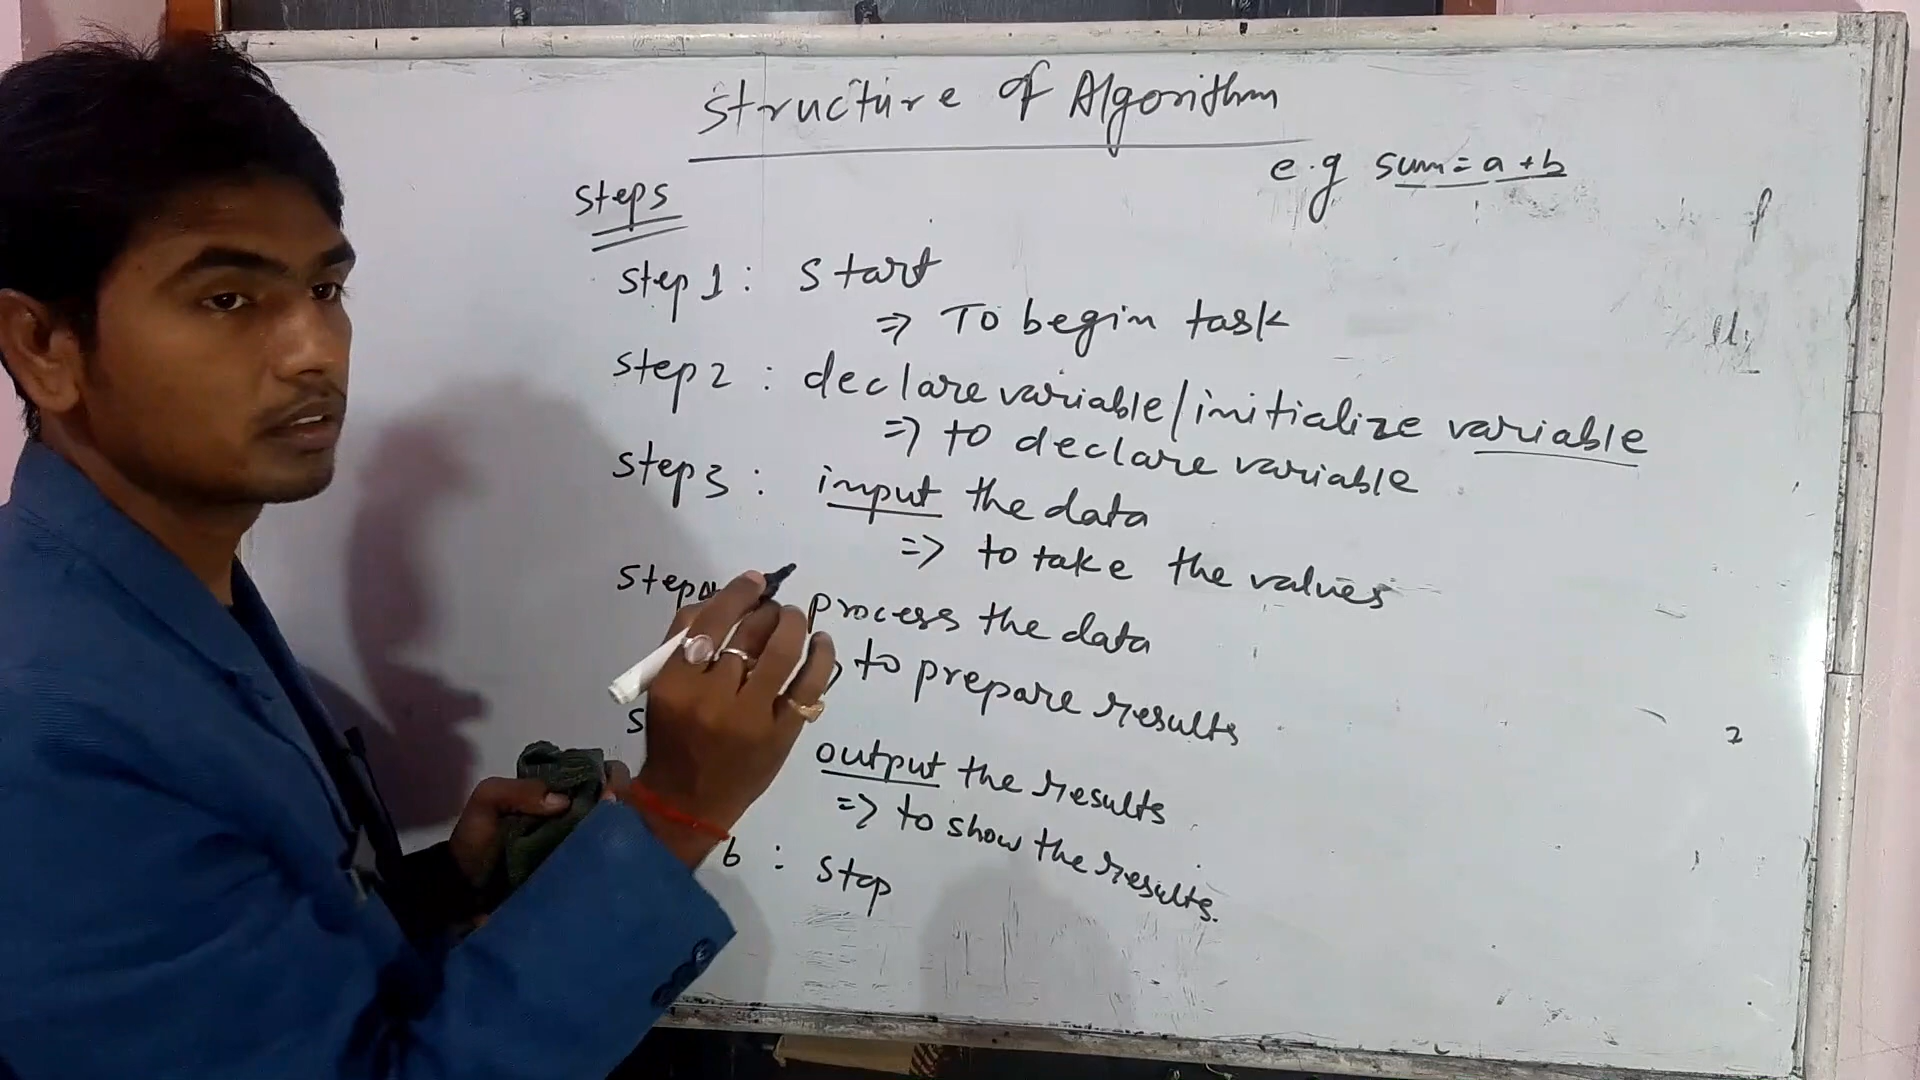 Structure of Algorithm
e.g sum = a + b
Steps
Step 1 : Start
=> To begin task
Step 2 : declare variable/initialize variable
=> to declare variable
Step 3 : input the data
=> to take the values
Step process the data
to prepare results
output the results
=> to show the results.
6 : Stop